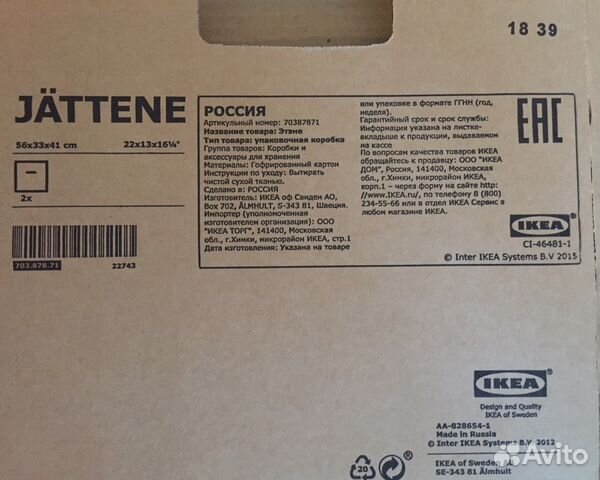 18 39
JÄTTENE
56x33x41 cm 22x13x16¼"
2x
703.878.71 22743
РОССИЯ
Артикульный номер: 70387871
Название товара: Этэне
Тип товара: упаковочная коробка
Группа товаров: Коробки и
аксессуары для хранения
Материалы: Гофрированный картон
Инструкции по уходу: Вытирать
чистой сухой тканью.
Сделано в: РОССИЯ
Изготовитель: ИКЕА оф Свиден АО,
Box 702, ÄLMHULT, S-343 81, Швеция.
Импортер (уполномоченная
изготовителем организация): ООО
"ИКЕА ТОРГ", 141400, Московская
обл., г.Химки, микрорайон ИКЕА, стр.1
Дата изготовления: Указана на товаре
или упаковке в формате ГГНН (год,
неделя).
Гарантийный срок и срок службы:
Информация указана на листке-
вкладыше к продукции, выдаваемом
на кассе
По вопросам качества товаров ИКЕА
обращайтесь к продавцу: ООО "ИКЕА
ДОМ", Россия, 141400, Московская
обл., г.Химки, микрорайон ИКЕА,
корп.1 – через форму на сайте http:
//www.IKEA.ru/, по телефону 8 (800)
234-55-66 или в отдел ИКЕА Сервис в
любом магазине ИКЕА.
EAC
IKEA
CI-46481-1
© Inter IKEA Systems B.V 2015
IKEA
Design and Quality
IKEA of Sweden
AA-828654-1
Made in Russia
© Inter IKEA Systems B.V. 2012
IKEA of Sweden AB
SE-343 81 Älmhult
20
PAP
Avito